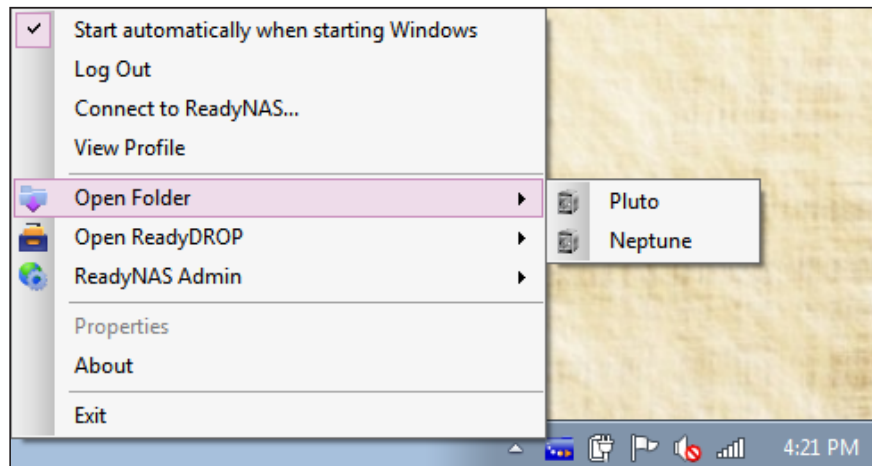 Start automatically when starting Windows
Log Out
Connect to ReadyNAS...
View Profile
Open Folder
Pluto
Open ReadyDROP
Neptune
ReadyNAS Admin
Properties
About
Exit
4:21 PM